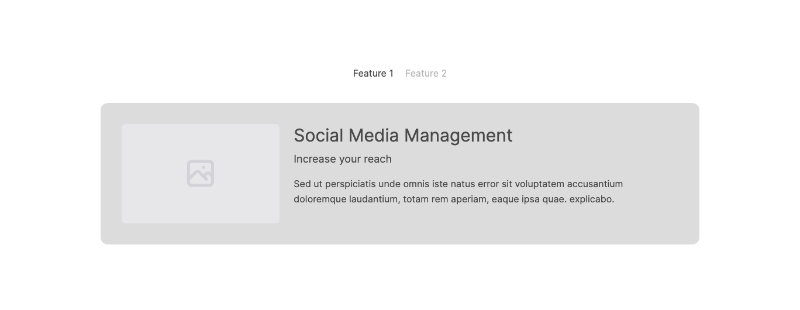 Feature 1 Feature 2
Social Media Management
Increase your reach
Sed ut perspiciatis unde omnis iste natus error sit voluptatem accusantium
doloremque laudantium, totam rem aperiam, eaque ipsa quae. explicabo.